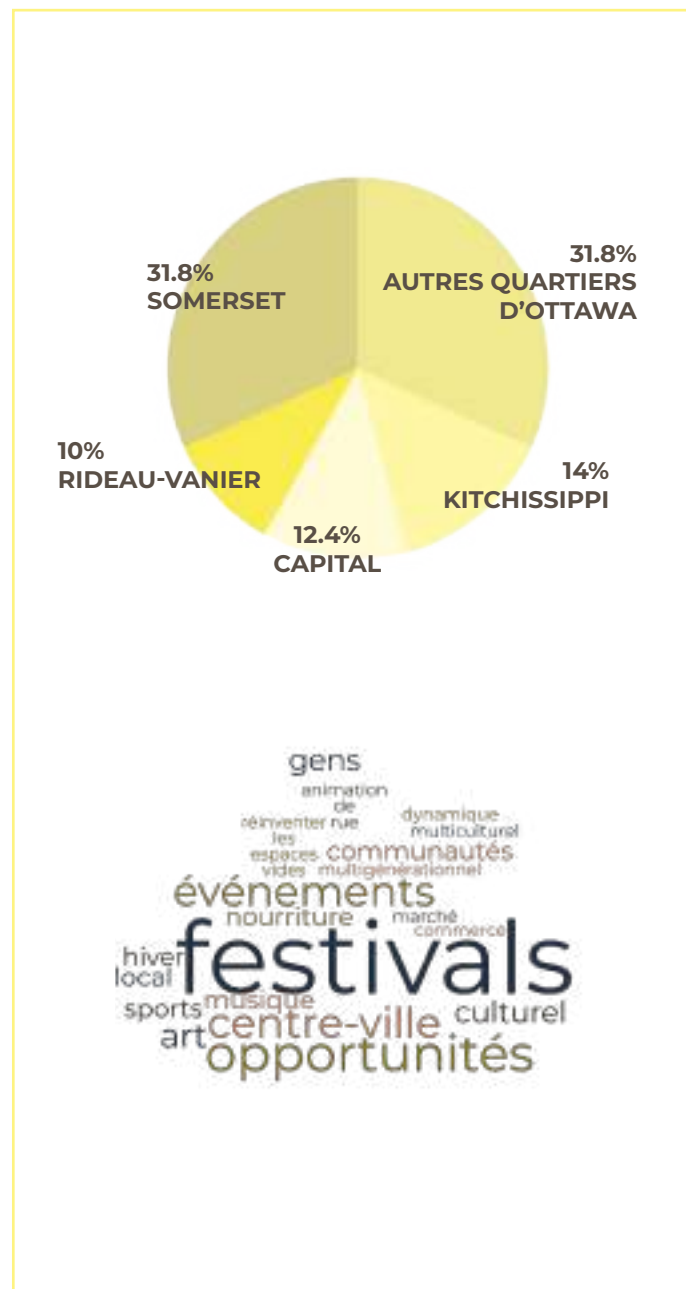 31.8%
SOMERSET
31.8%
AUTRES QUARTIERS
D'OTTAWA
10%
RIDEAU-VANIER
14%
KITCHISSIPPI
12.4%
CAPITAL
gens
animation
de
rue
réinventer
les
espaces
vides
dynamique
multiculturel
communautés
multigénérationnel
événements
nourriture
marché
commerce
festivals
hiver
local
sports
musique
culturel
art
centre-ville
opportunités